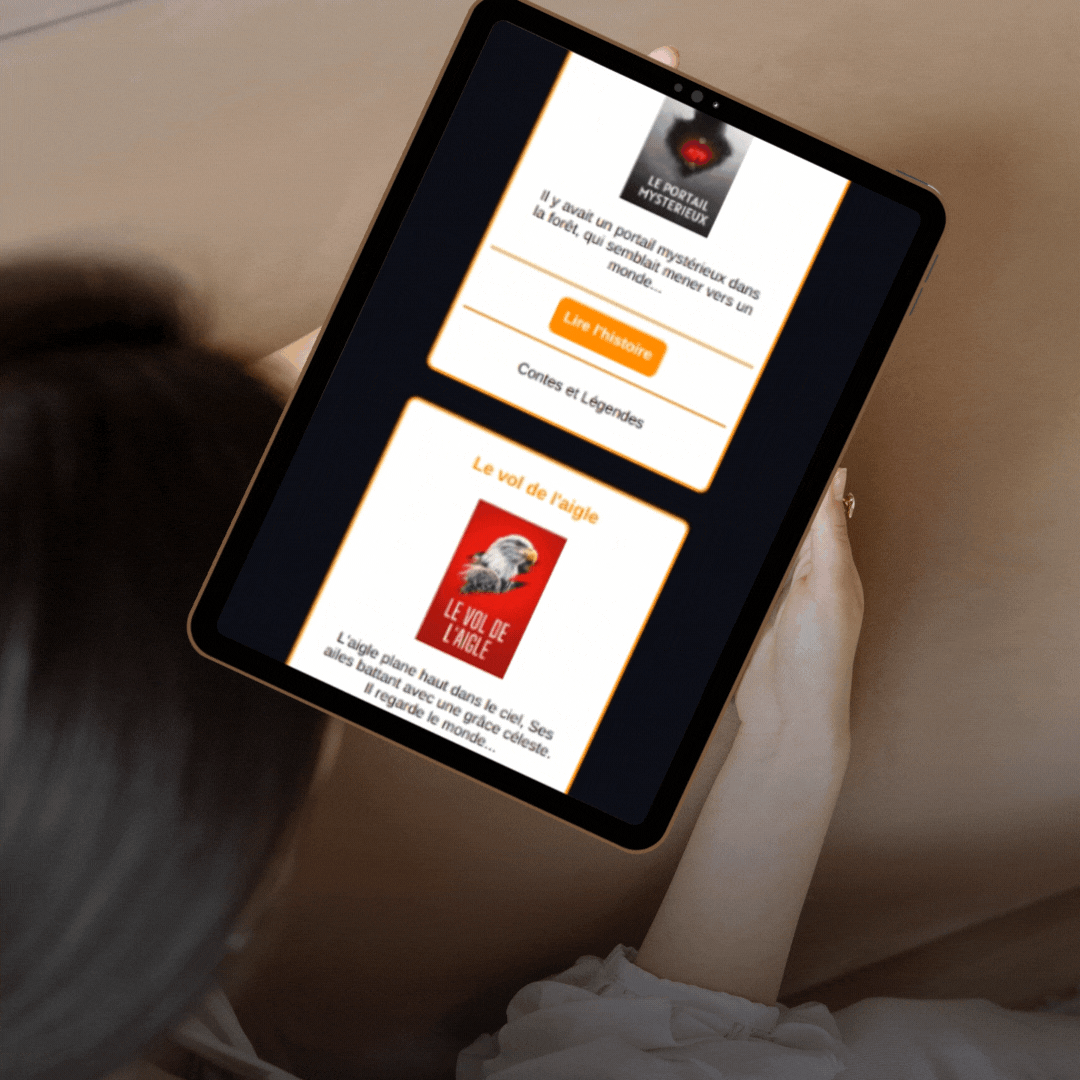 LE PORTAIL
MYSTERIEUX
Il y avait un portail mystérieux dans
la forêt, qui semblait mener vers un
monde...
Lire l'histoire
Contes et Légendes
Le vol de l'aigle
LE VOL DE
L'AIGLE
L'aigle plane haut dans le ciel, Ses
ailes battant avec une grâce céleste.
Il regarde le monde...